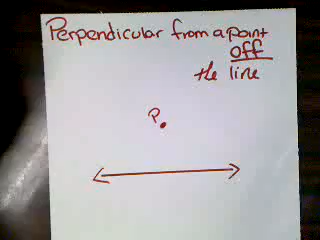 Perpendicular from a point
off
the line
P.